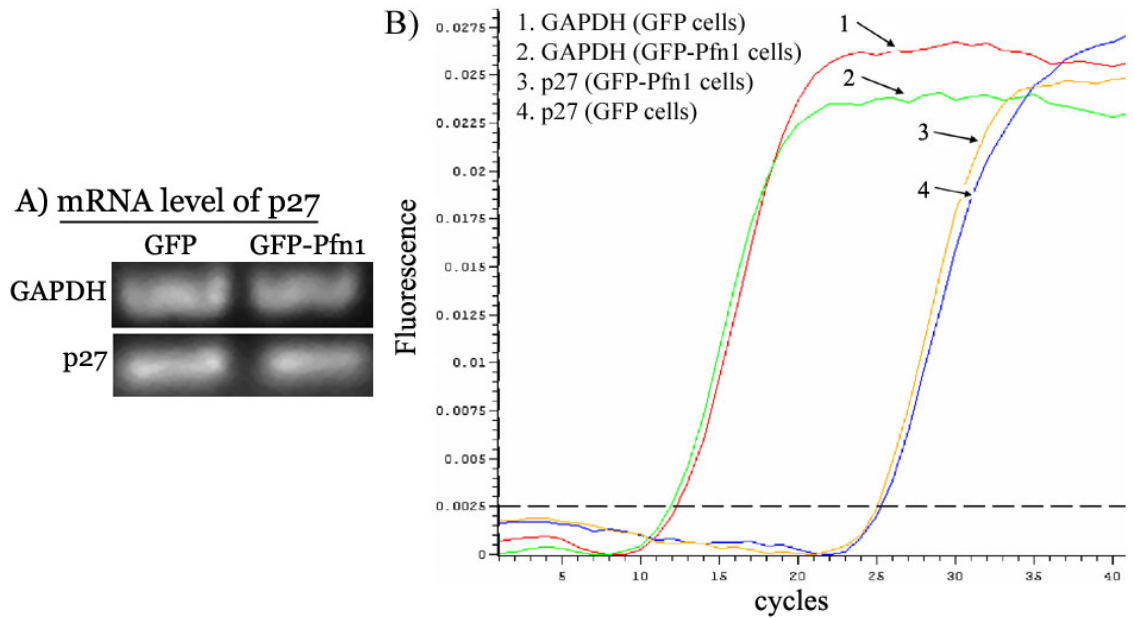 A) mRNA level of p27
GFP GFP-Pfn1
GAPDH
p27
B)
1. GAPDH (GFP cells)
2. GAPDH (GFP-Pfn1 cells)
3. p27 (GFP-Pfn1 cells)
4. p27 (GFP cells)
1
2
3
4
Fluorescence
0.0275
0.025
0.0225
0.02
0.0175
0.015
0.0125
0.01
0.0075
0.005
0.0025
0
5 10 15 20 25 30 35 40
cycles